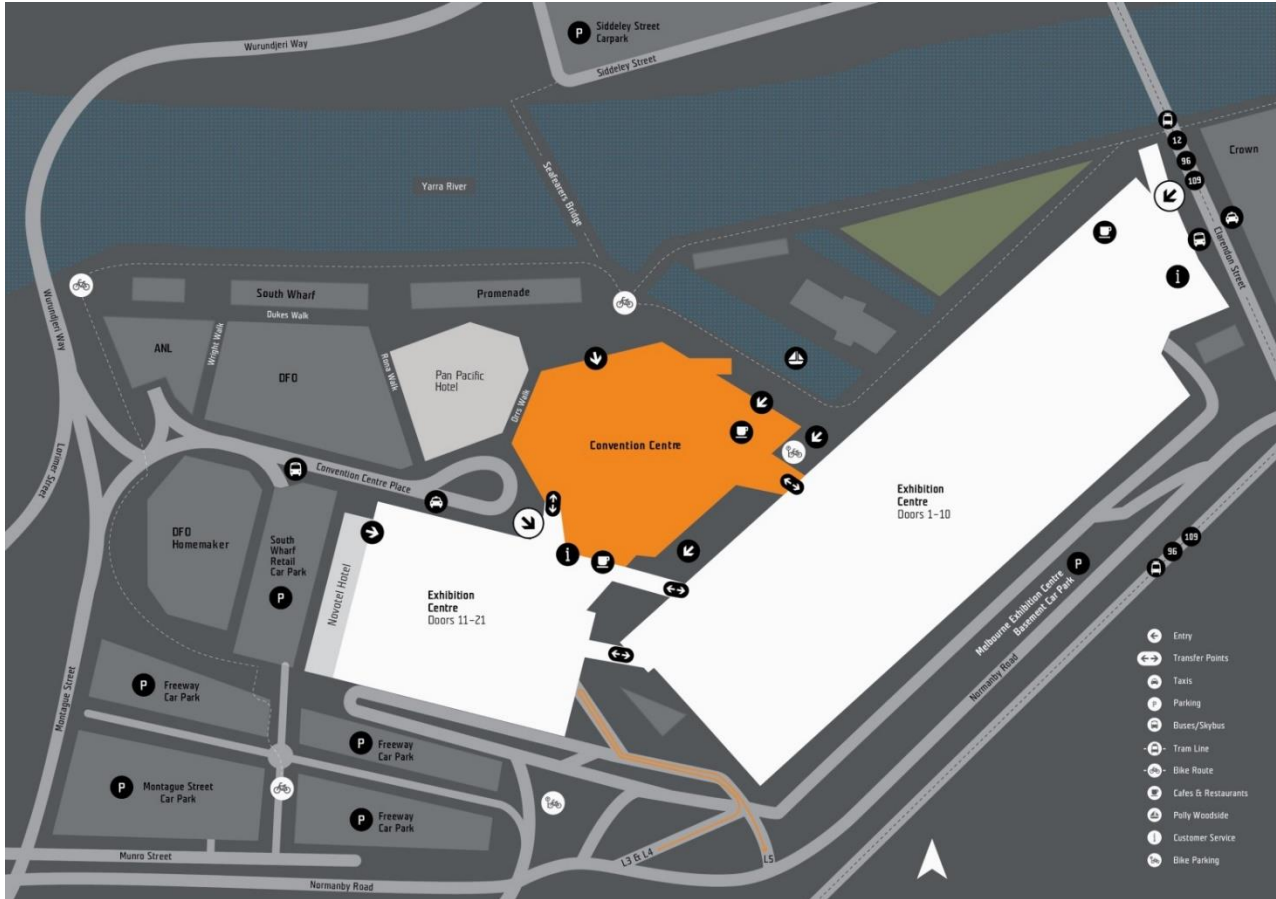 P
Siddeley Street
Carpark
Siddeley Street
Wurundjeri Way
Yarra River
Seafearers Bridge
12
96
109
Crown
Clarendon Street
i
Wurundjeri Way
South Wharf
Promenade
Dukes Walk
ANL
Wright Walk
DFO
Rona Walk
Pan Pacific
Hotel
Orrs Walk
Convention Centre
Lorimer Street
Convention Centre Place
Exhibition
Centre
Doors 1–10
DFO
Homemaker
South
Wharf
Retail
Car Park
P
Novotel Hotel
i
Exhibition
Centre
Doors 11–21
P
Melbourne Exhibition Centre
Basement Car Park
96
109
Normanby Road
Montague Street
P
Freeway
Car Park
P
Freeway
Car Park
P
Montague Street
Car Park
P
Freeway
Car Park
Munro Street
Normanby Road
L3 & L4
L5
Entry
Transfer Points
Taxis
P
Parking
Buses/Skybus
Tram Line
Bike Route
Cafes & Restaurants
Polly Woodside
i
Customer Service
Bike Parking